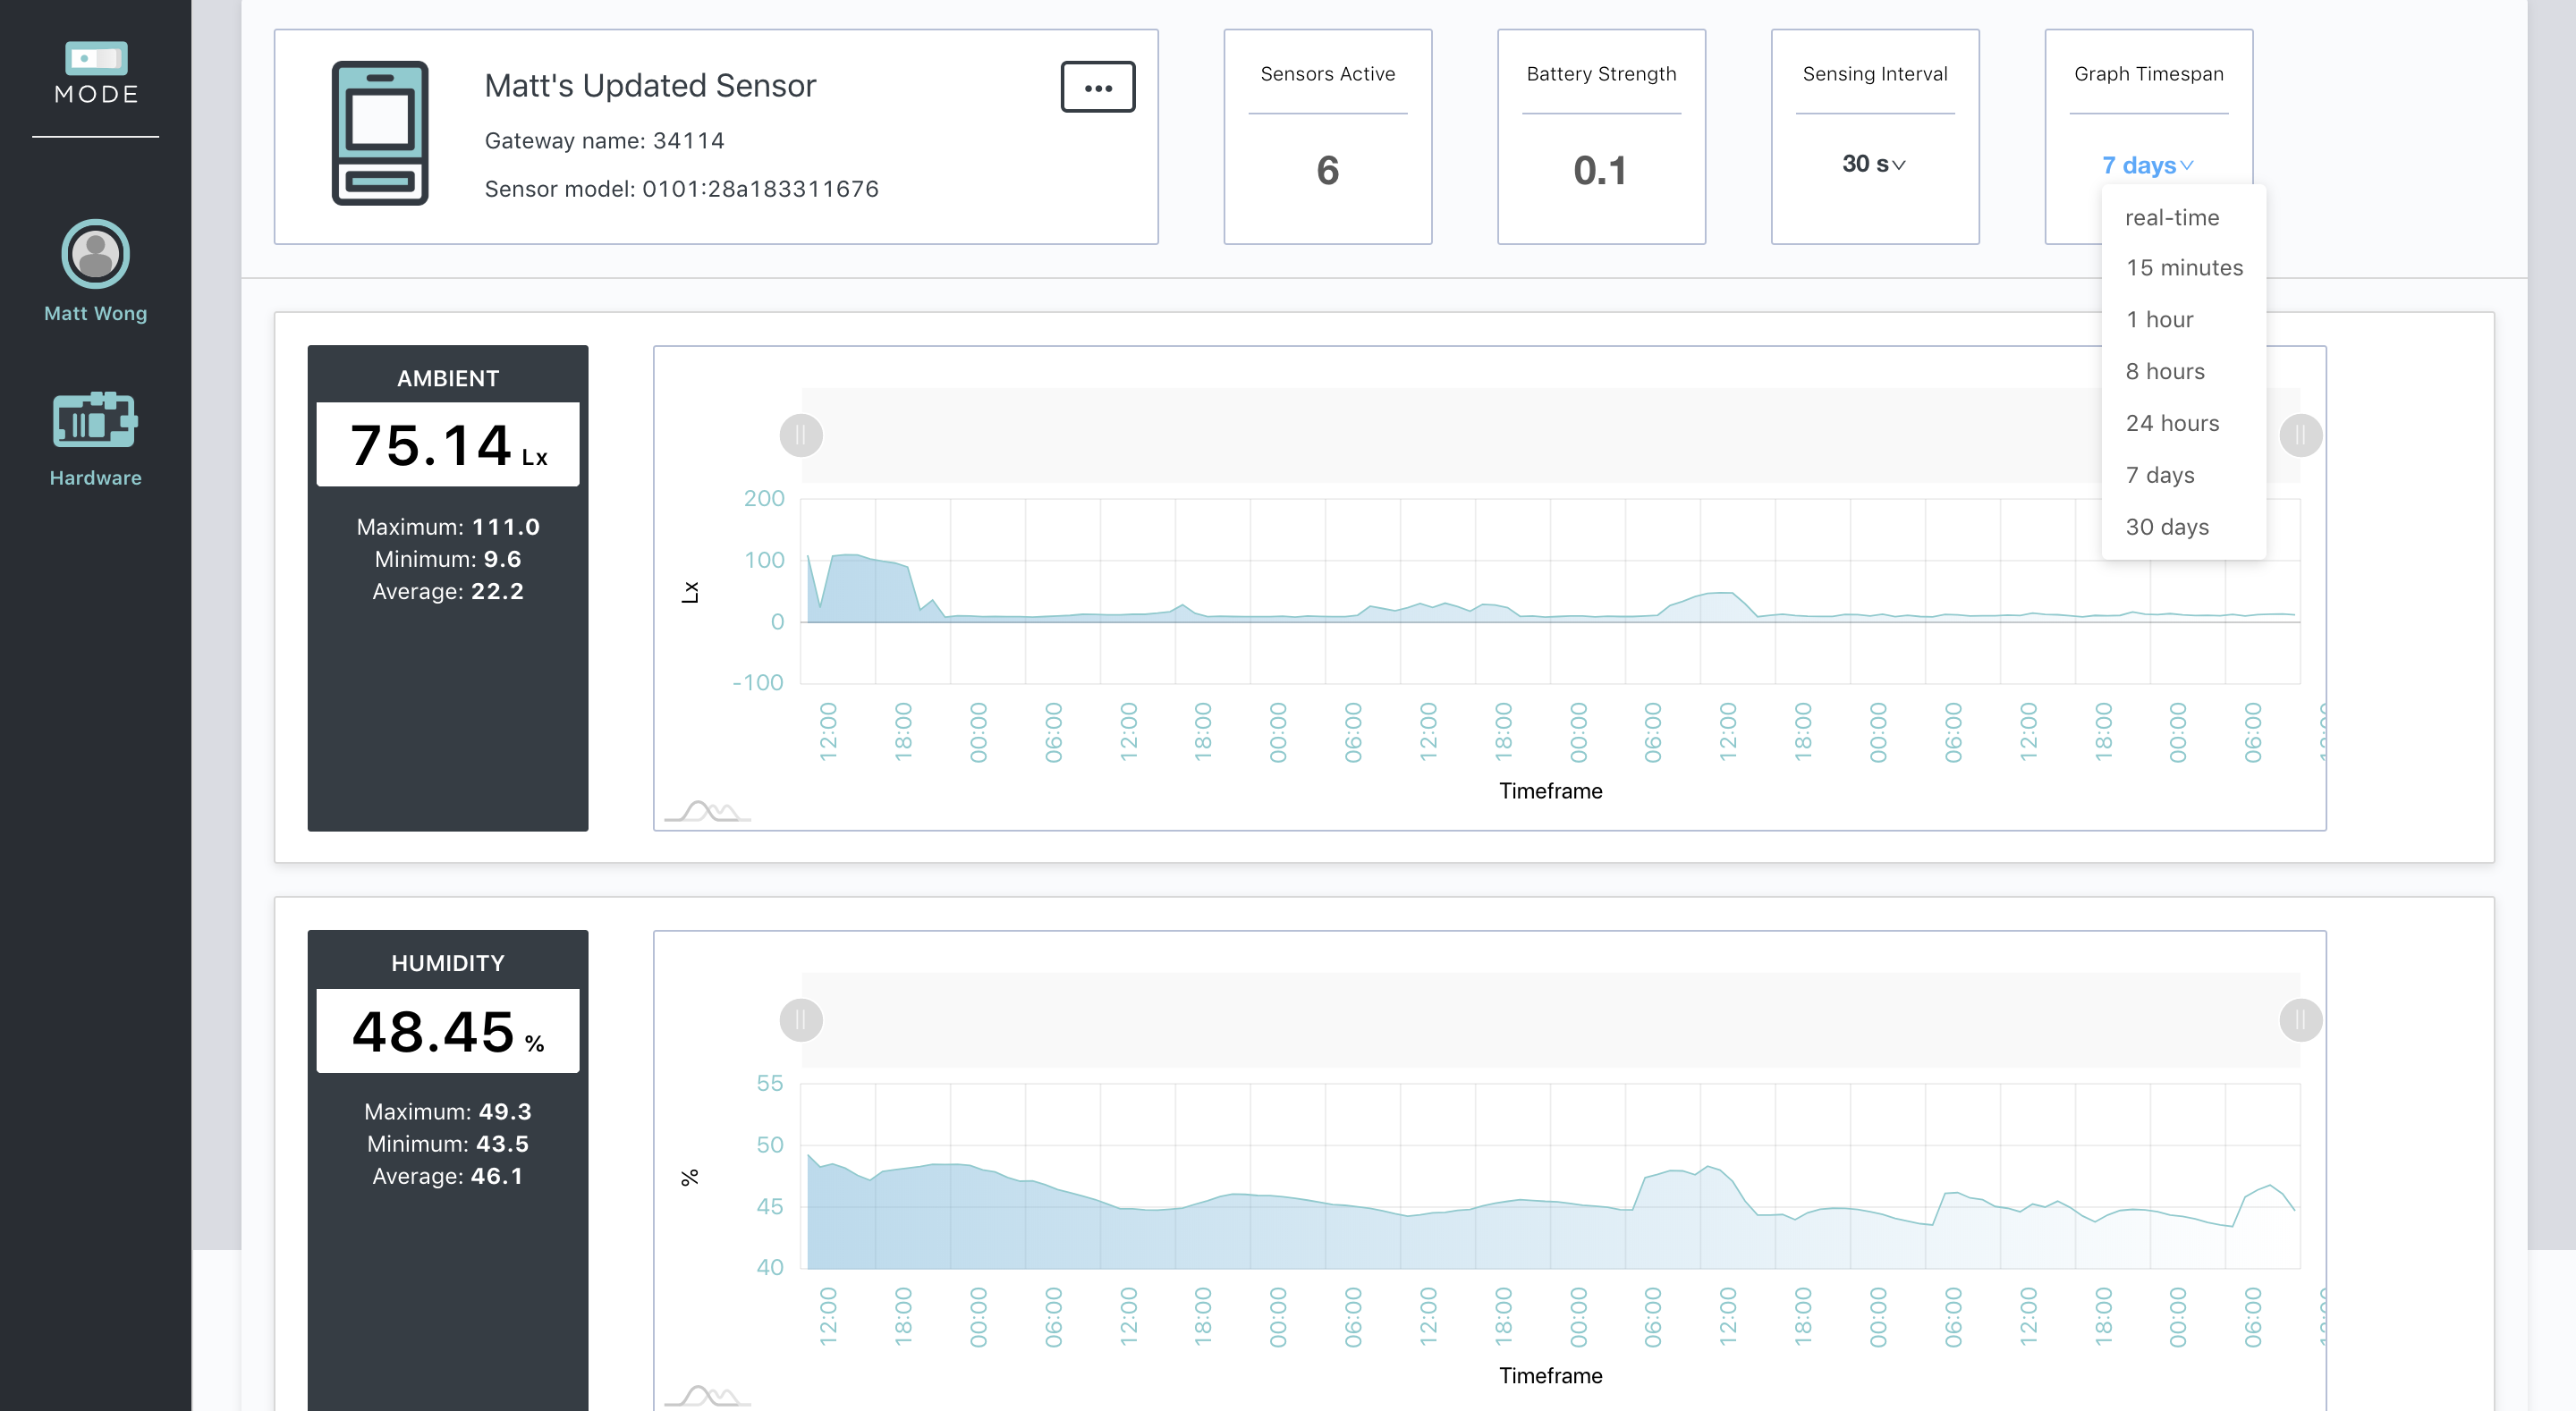 MODE
Matt Wong
Hardware
Matt's Updated Sensor
Gateway name: 34114
Sensor model: 0101:28a183311676
•••
Sensors Active
6
Battery Strength
0.1
Sensing Interval
30 s
Graph Timespan
7 days
real-time
15 minutes
1 hour
8 hours
24 hours
7 days
30 days
AMBIENT
75.14 Lx
Maximum: 111.0
Minimum: 9.6
Average: 22.2
Lx
200
100
0
-100
12:00 18:00 00:00 06:00 12:00 18:00 00:00 06:00 12:00 18:00 00:00 06:00 12:00 18:00 00:00 06:00 12:00 18:00 00:00 06:00
Timeframe
HUMIDITY
48.45 %
Maximum: 49.3
Minimum: 43.5
Average: 46.1
%
55
50
45
40
12:00 18:00 00:00 06:00 12:00 18:00 00:00 06:00 12:00 18:00 00:00 06:00 12:00 18:00 00:00 06:00 12:00 18:00 00:00 06:00
Timeframe